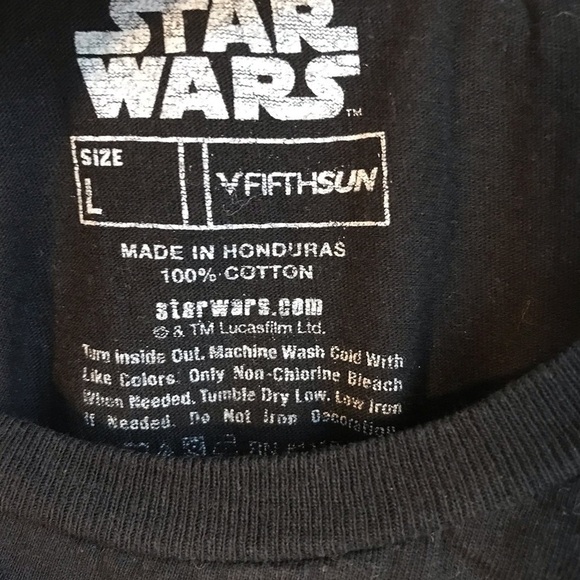 STAR
WARS™
SIZE
L
FIFTHSUN
MADE IN HONDURAS
100% COTTON
starwars.com
© & TM Lucasfilm Ltd.
Turn Inside Out. Machine Wash Cold With
Like Colors. Only Non-Chlorine Bleach
When Needed. Tumble Dry Low. Low Iron
If Needed. Do Not Iron Decoration